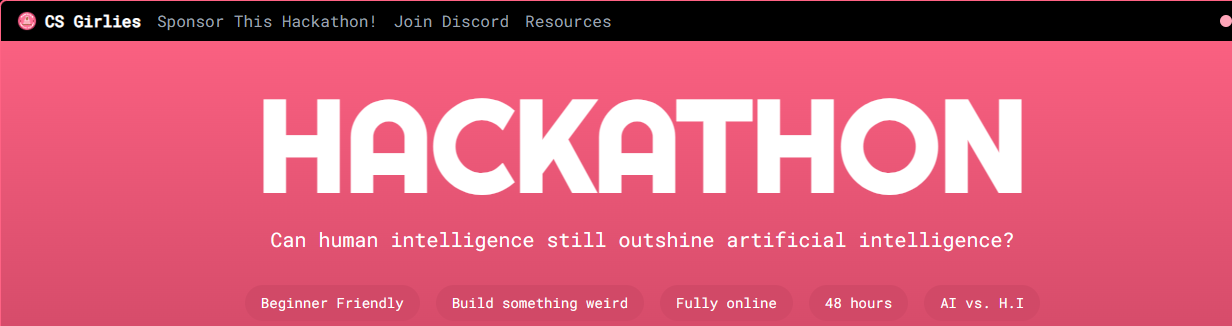 CS Girlies Sponsor This Hackathon! Join Discord Resources
HACKATHON
Can human intelligence still outshine artificial intelligence?
Beginner Friendly Build something weird Fully online 48 hours AI vs. H.I